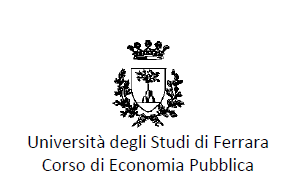 Università degli Studi di Ferrara
Corso di Economia Pubblica